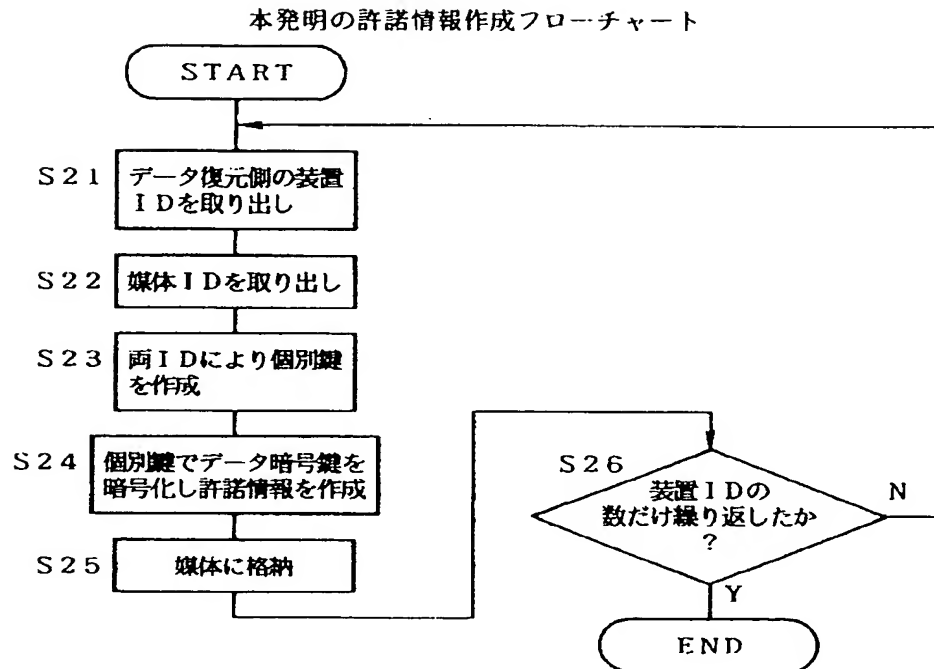 本発明の許諾情報作成フローチャート
START
S21
データ復元側の装置
IDを取り出し
S22
媒体IDを取り出し
S23
両IDにより個別鍵
を作成
S24
個別鍵でデータ暗号鍵を
暗号化し許諾情報を作成
S25
媒体に格納
S26
装置IDの
数だけ繰り返したか
?
N
Y
END